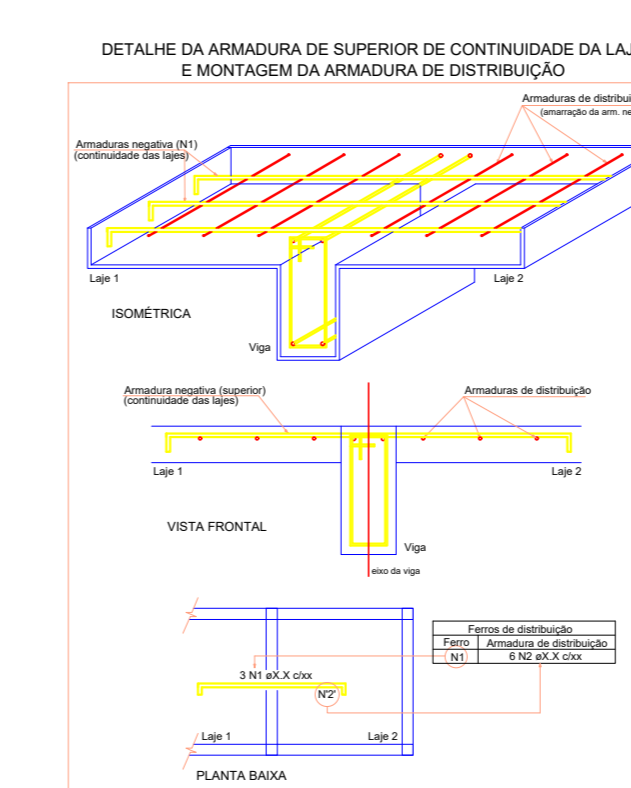 DETALHE DA ARMADURA DE SUPERIOR DE CONTINUIDADE DA LAJ
E MONTAGEM DA ARMADURA DE DISTRIBUIÇÃO
Armaduras de distribui
(amarração da arm. ne
Armaduras negativa (N1)
(continuidade das lajes)
Laje 1
Laje 2
ISOMÉTRICA
Viga
Armadura negativa (superior)
(continuidade das lajes)
Armaduras de distribuição
Laje 1
Laje 2
VISTA FRONTAL
Viga
eixo da viga
Ferros de distribuição
Ferro Armadura de distribuição
N1 6 N2 øX.X c/xx
3 N1 øX.X c/xx
N'2'
Laje 1
Laje 2
PLANTA BAIXA